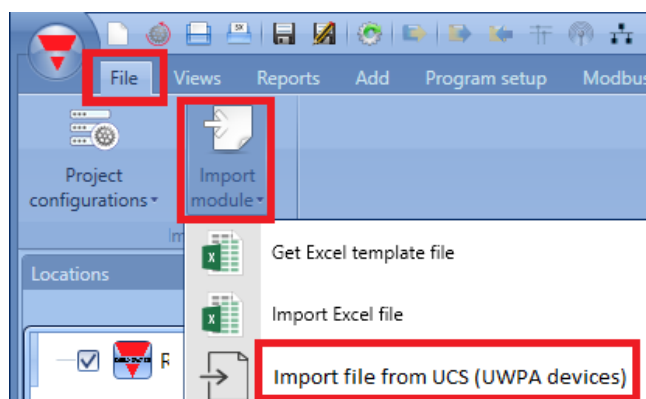 File Views Reports Add Program setup Modbus
Project
configurations
Import
module
Get Excel template file
Locations
Import Excel file
Import file from UCS (UWPA devices)